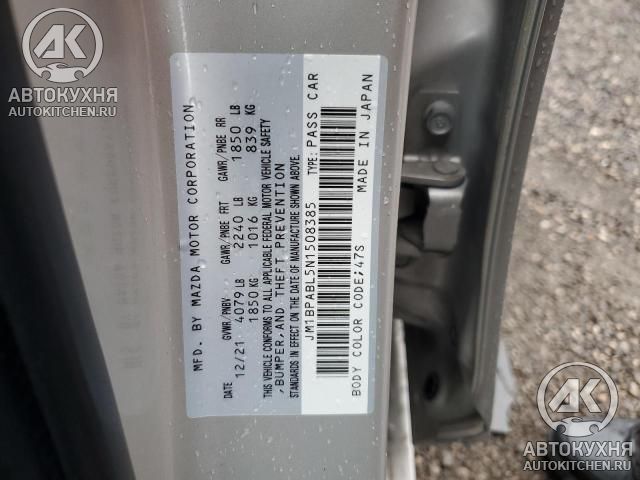 AK
АВТОКУХНЯ
AUTOKITCHEN.RU
MFD. BY MAZDA MOTOR CORPORATION
DATE GVWR/PNBV GAWR/PNBE FRT GAWR/PNBE RR
12/21 4079 LB 2240 LB 1850 LB
1850 KG 1016 KG 839 KG
THIS VEHICLE CONFORMS TO ALL APPLICABLE FEDERAL MOTOR VEHICLE SAFETY
,BUMPER,AND THEFT PREVENTION
STANDARDS IN EFFECT ON THE DATE OF MANUFACTURE SHOWN ABOVE.
JM1BPABL5N1508385 TYPE: PASS CAR
BODY COLOR CODE;47S MADE IN JAPAN
AK
АВТОКУХНЯ
AUTOKITCHEN.RU